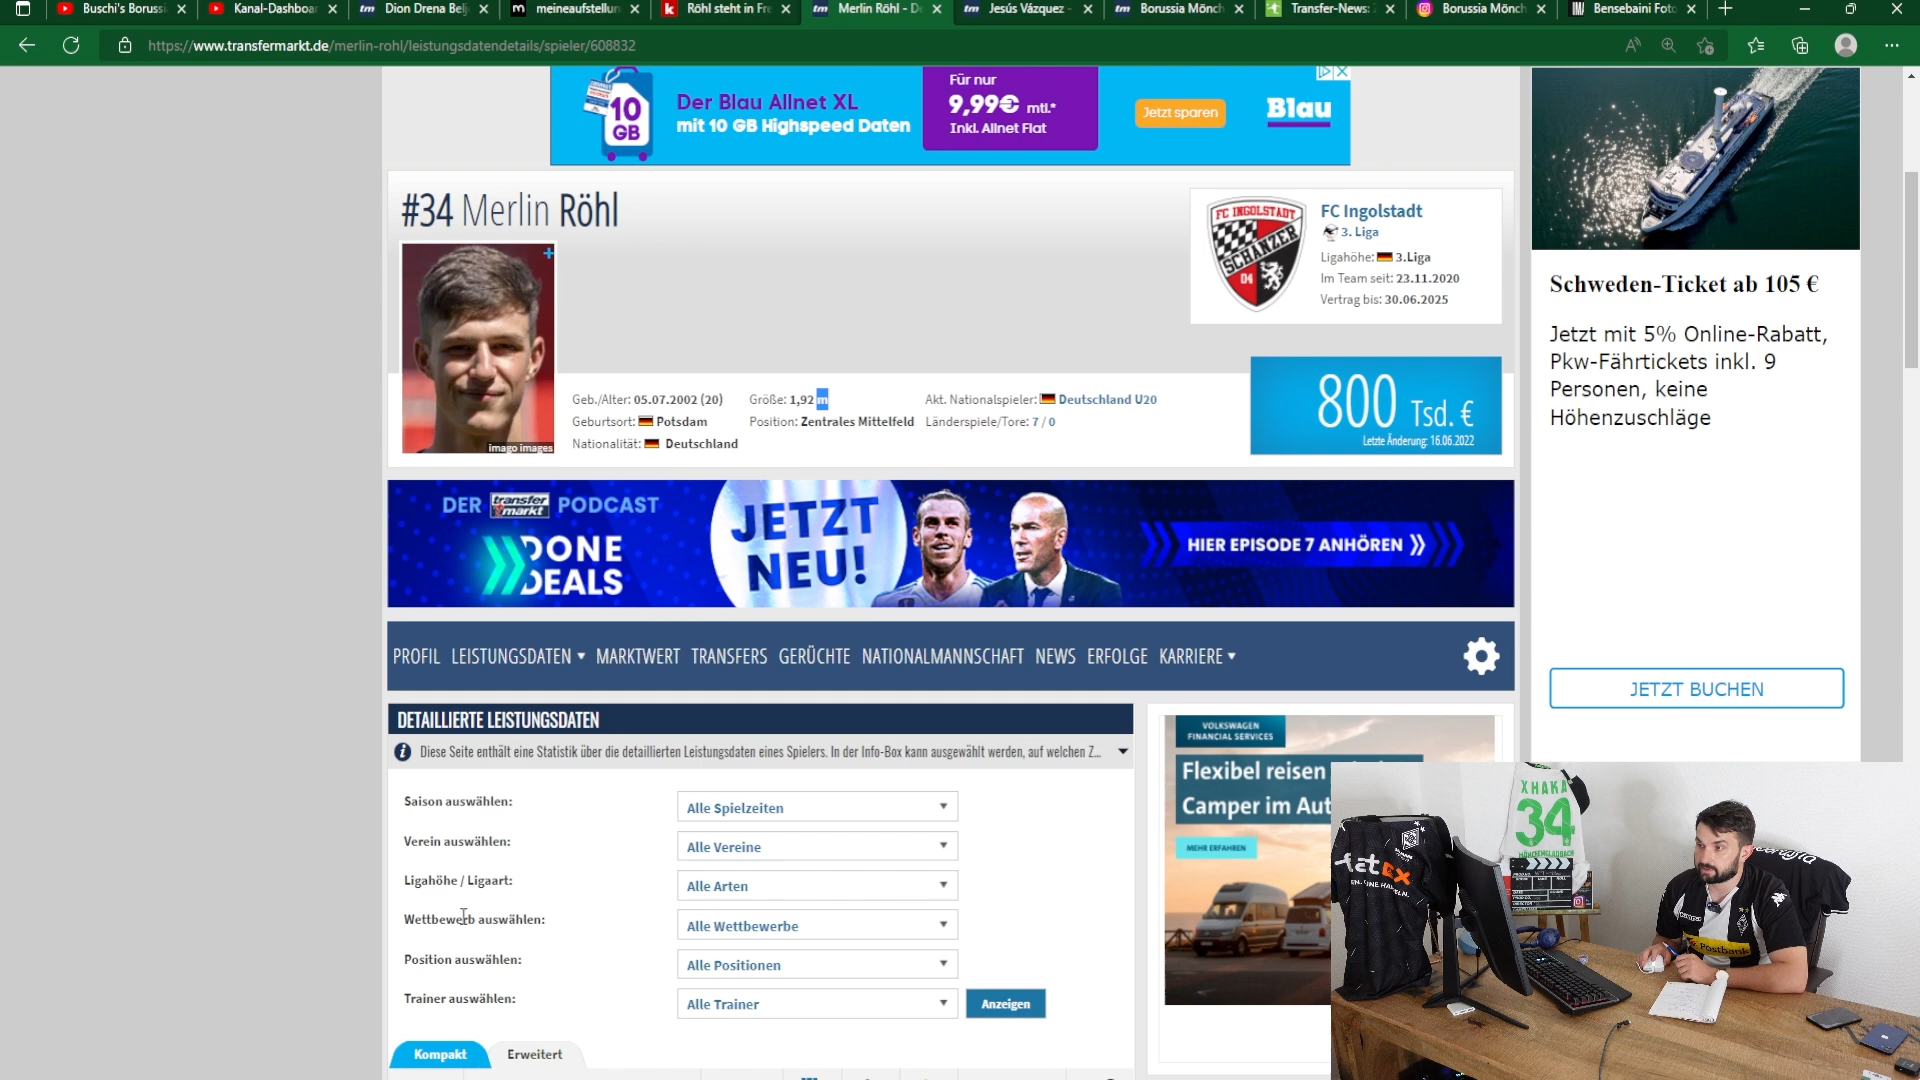 Buschi's Boruss
Kanal-Dashboa
Dion Drena Belj
meineaufstellun
Röhl steht in Fre
Merlin Röhl - De
Jesús Vázquez -
Borussia Mönch
Transfer-News:
Borussia Mönch
Bensebaini Foto
https://www.transfermarkt.de/merlin-rohl/leistungsdatendetails/spieler/608832
10 GB
Der Blau Allnet XL
mit 10 GB Highspeed Daten
Für nur
9,99€ mtl.*
Inkl. Allnet Flat
Jetzt sparen
Blau
#34 Merlin Röhl
imago images
FC INGOLSTADT
SCHANZER
04
FC Ingolstadt
3. Liga
Ligahöhe: 3.Liga
Im Team seit: 23.11.2020
Vertrag bis: 30.06.2025
Geb./Alter: 05.07.2002 (20)
Geburtsort: Potsdam
Nationalität: Deutschland
Größe: 1,92 m
Position: Zentrales Mittelfeld
Akt. Nationalspieler: Deutschland U20
Länderspiele/Tore: 7 / 0
800 Tsd. €
Letzte Änderung: 16.06.2022
DER transfermarkt PODCAST
DONE DEALS
JETZT NEU!
HIER EPISODE 7 ANHÖREN
PROFIL LEISTUNGSDATEN MARKTWERT TRANSFERS GERÜCHTE NATIONALMANNSCHAFT NEWS ERFOLGE KARRIERE
DETAILLIERTE LEISTUNGSDATEN
Diese Seite enthält eine Statistik über die detaillierten Leistungsdaten eines Spielers. In der Info-Box kann ausgewählt werden, auf welchen Z...
Saison auswählen: Alle Spielzeiten
Verein auswählen: Alle Vereine
Ligahöhe / Ligaart: Alle Arten
Wettbewerb auswählen: Alle Wettbewerbe
Position auswählen: Alle Positionen
Trainer auswählen: Alle Trainer
Anzeigen
Kompakt
Erweitert
VOLKSWAGEN
FINANCIAL SERVICES
Flexibel reisen
Camper im Aut
MEHR ERFAHREN
Schweden-Ticket ab 105 €
Jetzt mit 5% Online-Rabatt,
Pkw-Fährtickets inkl. 9
Personen, keine
Höhenzuschläge
JETZT BUCHEN
XHAKA
34
MÖNCHENGLADBACH
Postbank